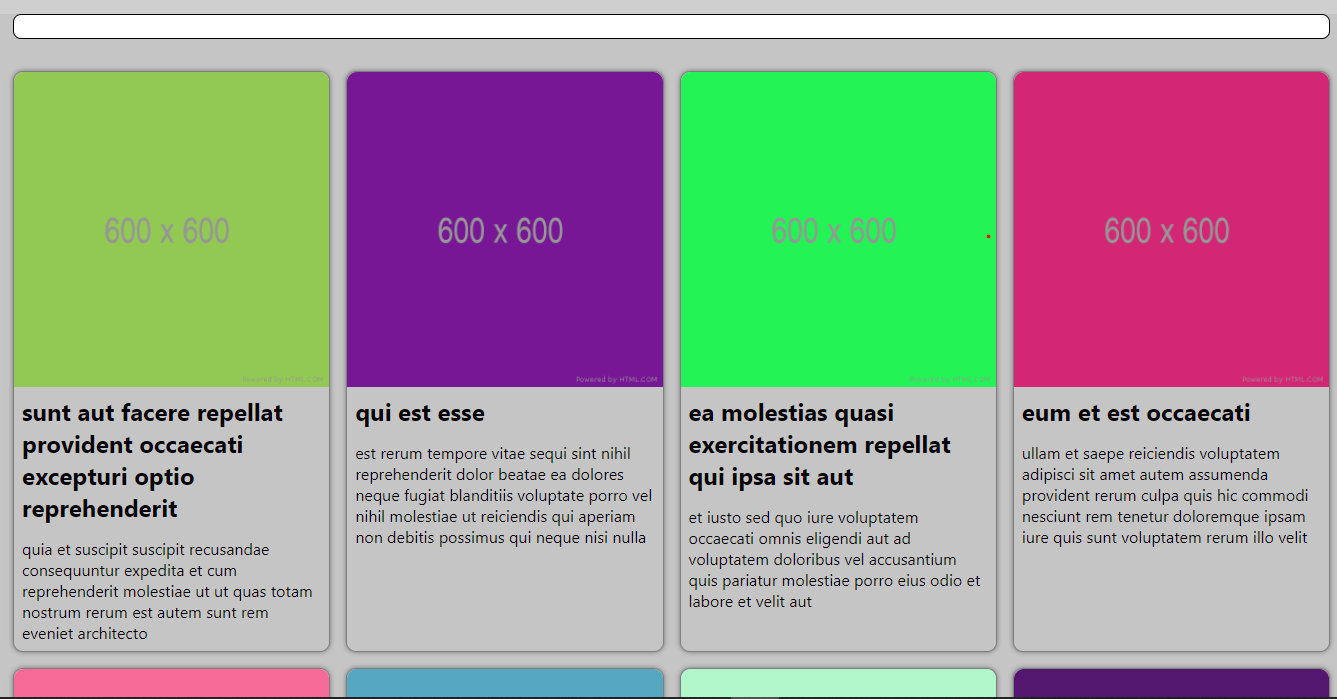 600 x 600
600 x 600
600 x 600
600 x 600
Powered by HTML.COM
Powered by HTML.COM
Powered by HTML.COM
Powered by HTML.COM
sunt aut facere repellat
provident occaecati
excepturi optio
reprehenderit
quia et suscipit suscipit recusandae
consequuntur expedita et cum
reprehenderit molestiae ut ut quas totam
nostrum rerum est autem sunt rem
eveniet architecto
qui est esse
est rerum tempore vitae sequi sint nihil
reprehenderit dolor beatae ea dolores
neque fugiat blanditiis voluptate porro vel
nihil molestiae ut reiciendis qui aperiam
non debitis possimus qui neque nisi nulla
ea molestias quasi
exercitationem repellat
qui ipsa sit aut
et iusto sed quo iure voluptatem
occaecati omnis eligendi aut ad
voluptatem doloribus vel accusantium
quis pariatur molestiae porro eius odio et
labore et velit aut
eum et est occaecati
ullam et saepe reiciendis voluptatem
adipisci sit amet autem assumenda
provident rerum culpa quis hic commodi
nesciunt rem tenetur doloremque ipsam
iure quis sunt voluptatem rerum illo velit